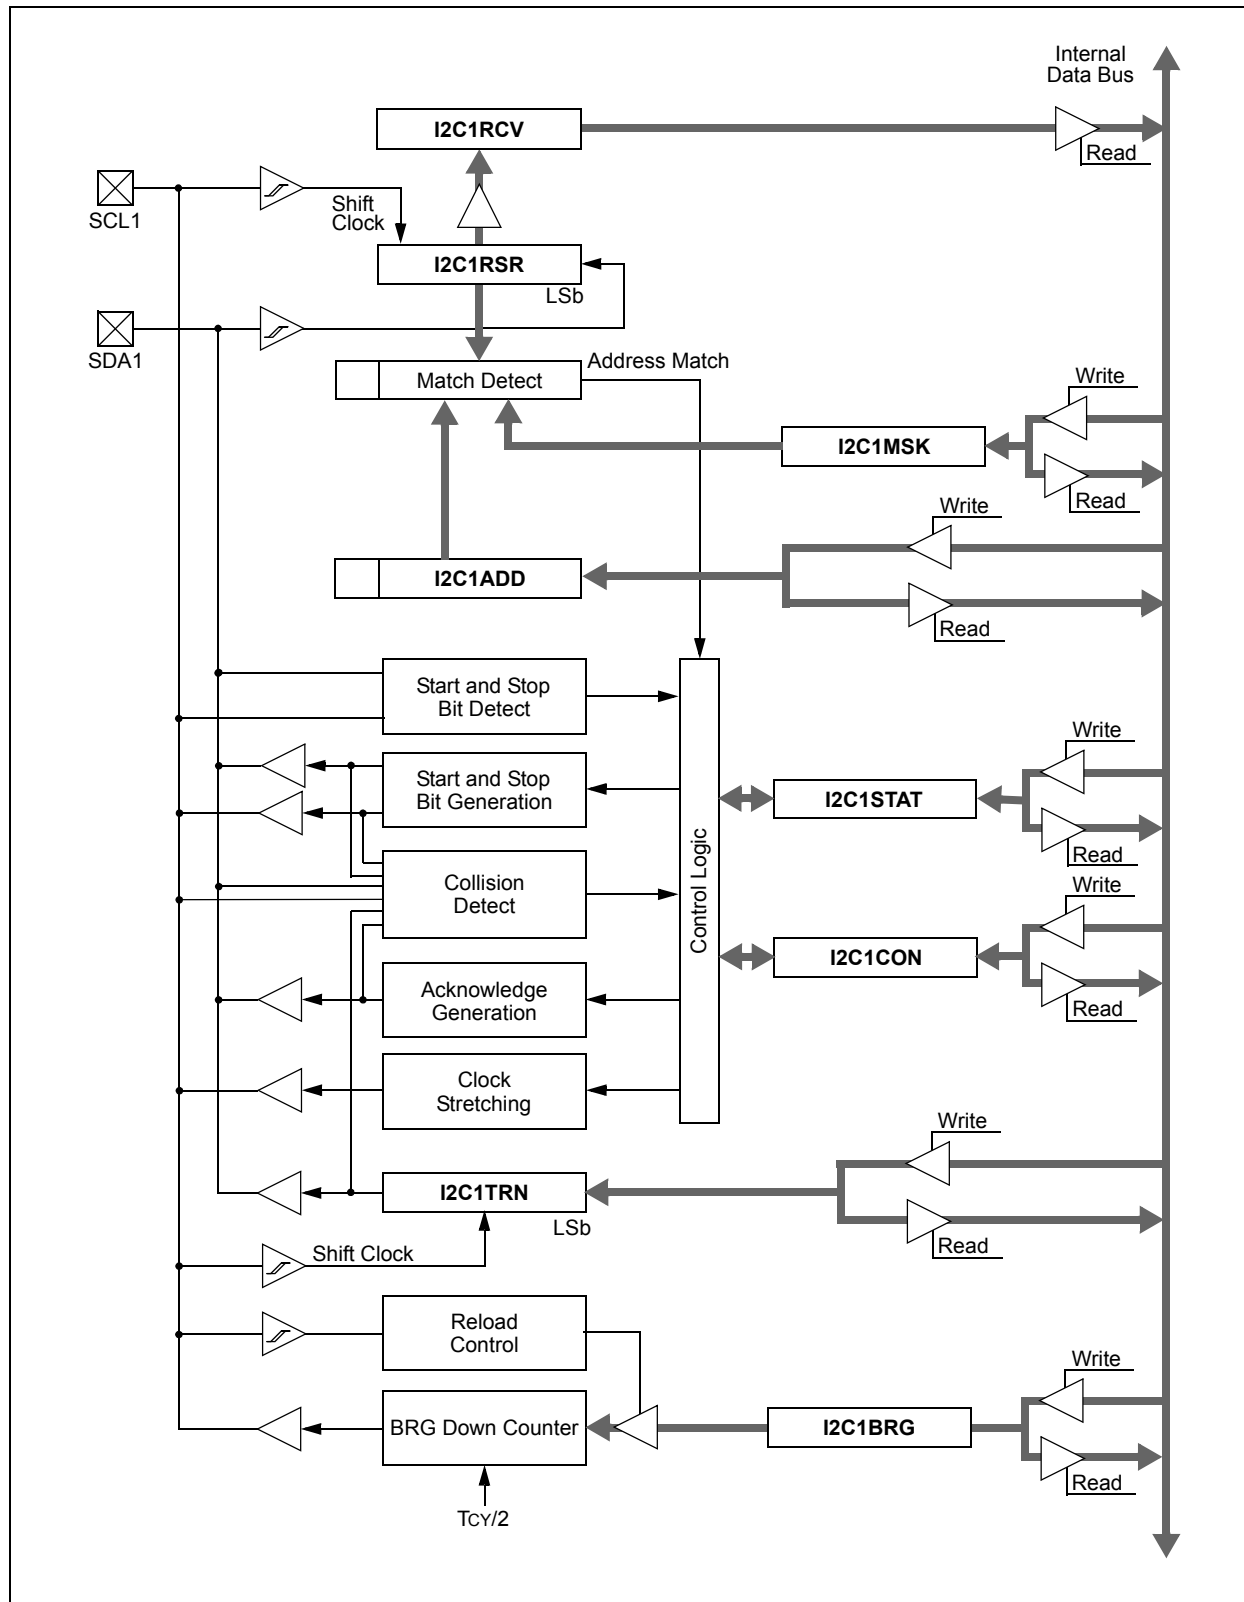 Internal
Data Bus
I2C1RCV
Read
SCL1
Shift
Clock
I2C1RSR
LSb
SDA1
Address Match
Match Detect
Write
I2C1MSK
Read
Write
I2C1ADD
Read
Start and Stop
Bit Detect
Write
Start and Stop
Bit Generation
I2C1STAT
Read
Control Logic
Collision
Detect
Write
I2C1CON
Acknowledge
Generation
Read
Clock
Stretching
Write
I2C1TRN
LSb
Read
Shift Clock
Reload
Control
Write
BRG Down Counter
I2C1BRG
Read
TCY/2